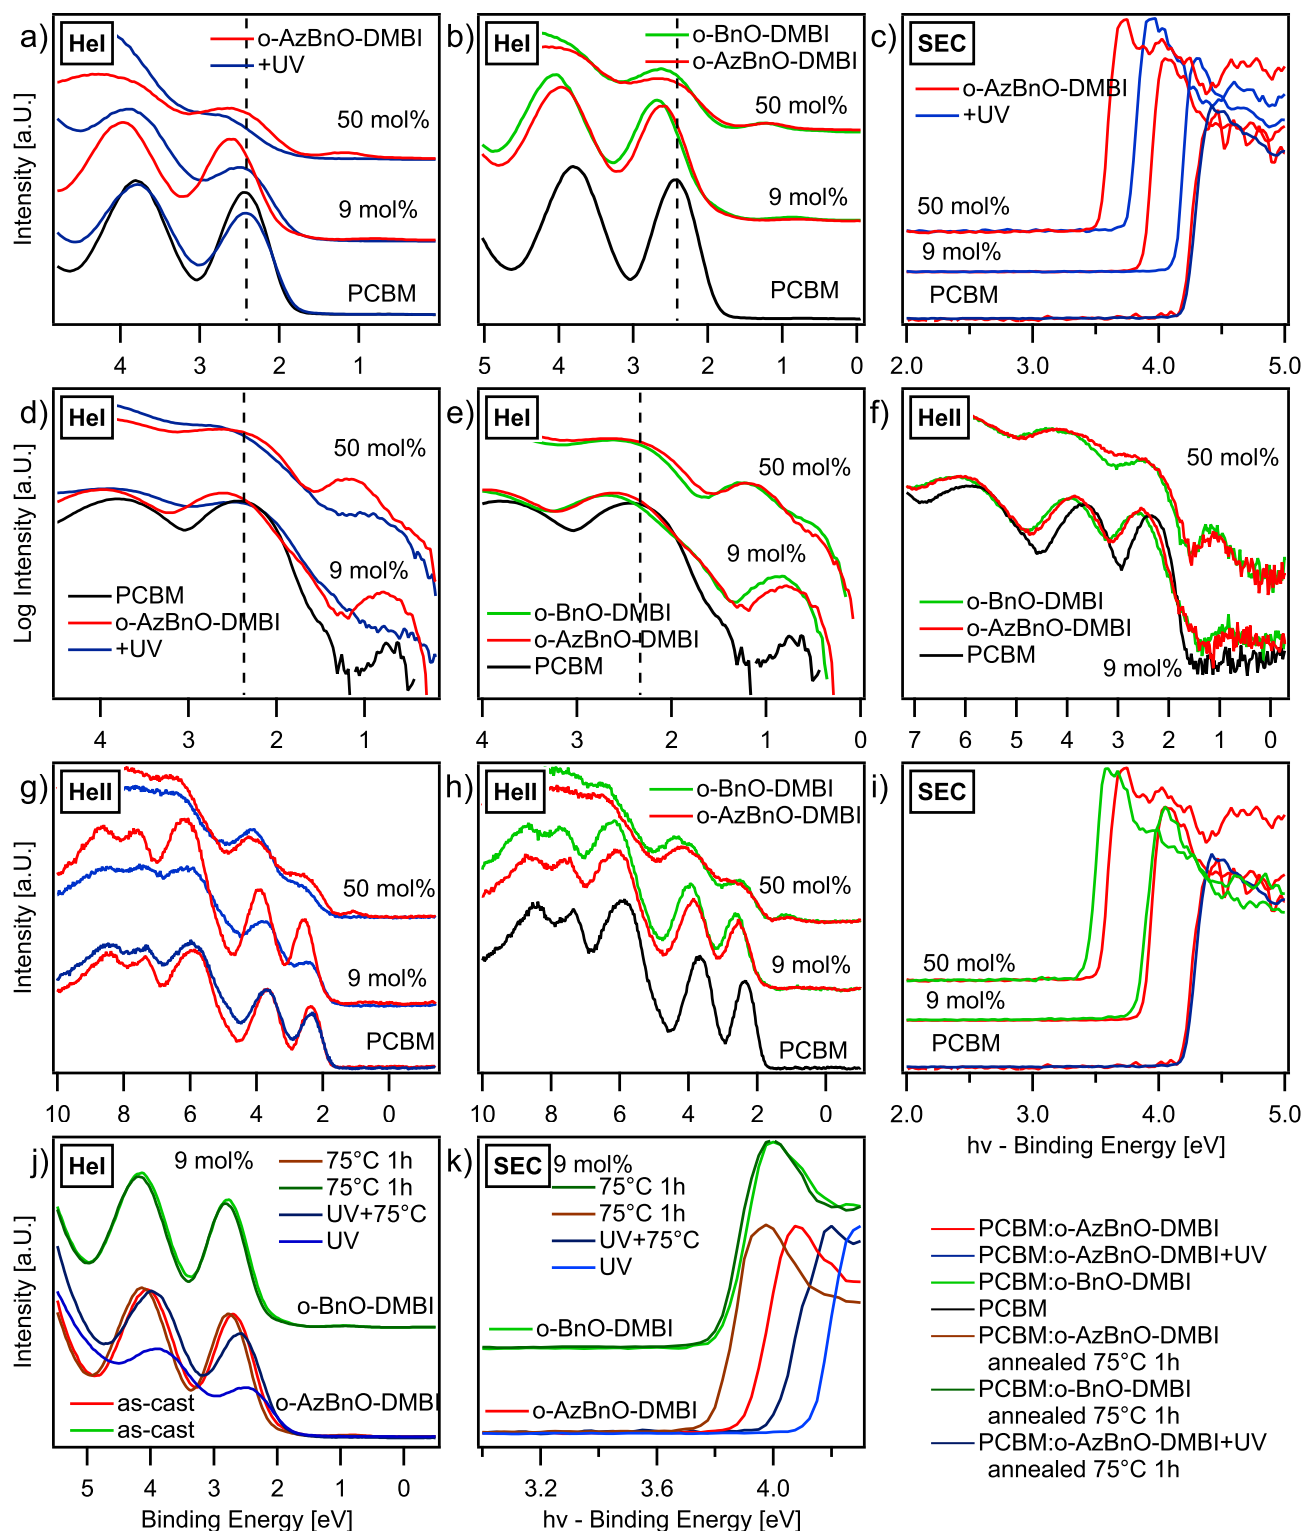 a) HeI
o-AzBnO-DMBI
+UV
50 mol%
9 mol%
PCBM
Intensity [a.U.]
4 3 2 1
b) HeI
o-BnO-DMBI
o-AzBnO-DMBI
50 mol%
9 mol%
PCBM
5 4 3 2 1 0
c) SEC
o-AzBnO-DMBI
+UV
50 mol%
9 mol%
PCBM
2.0 3.0 4.0 5.0
d) HeI
50 mol%
9 mol%
PCBM
o-AzBnO-DMBI
+UV
Log Intensity [a.U.]
4 3 2 1
e) HeI
50 mol%
9 mol%
o-BnO-DMBI
o-AzBnO-DMBI
PCBM
4 3 2 1 0
f) HeII
50 mol%
o-BnO-DMBI
o-AzBnO-DMBI
PCBM
9 mol%
7 6 5 4 3 2 1 0
g) HeII
50 mol%
9 mol%
PCBM
Intensity [a.U.]
10 8 6 4 2 0
h) HeII
o-BnO-DMBI
o-AzBnO-DMBI
50 mol%
9 mol%
PCBM
10 8 6 4 2 0
i) SEC
50 mol%
9 mol%
PCBM
2.0 3.0 4.0 5.0
hν - Binding Energy [eV]
j) HeI
9 mol%
75°C 1h
75°C 1h
UV+75°C
UV
o-BnO-DMBI
o-AzBnO-DMBI
as-cast
as-cast
Intensity [a.U.]
5 4 3 2 1 0
Binding Energy [eV]
k) SEC
9 mol%
75°C 1h
75°C 1h
UV+75°C
UV
o-BnO-DMBI
o-AzBnO-DMBI
3.2 3.6 4.0
hν - Binding Energy [eV]
PCBM:o-AzBnO-DMBI
PCBM:o-AzBnO-DMBI+UV
PCBM:o-BnO-DMBI
PCBM
PCBM:o-AzBnO-DMBI
annealed 75°C 1h
PCBM:o-BnO-DMBI
annealed 75°C 1h
PCBM:o-AzBnO-DMBI+UV
annealed 75°C 1h